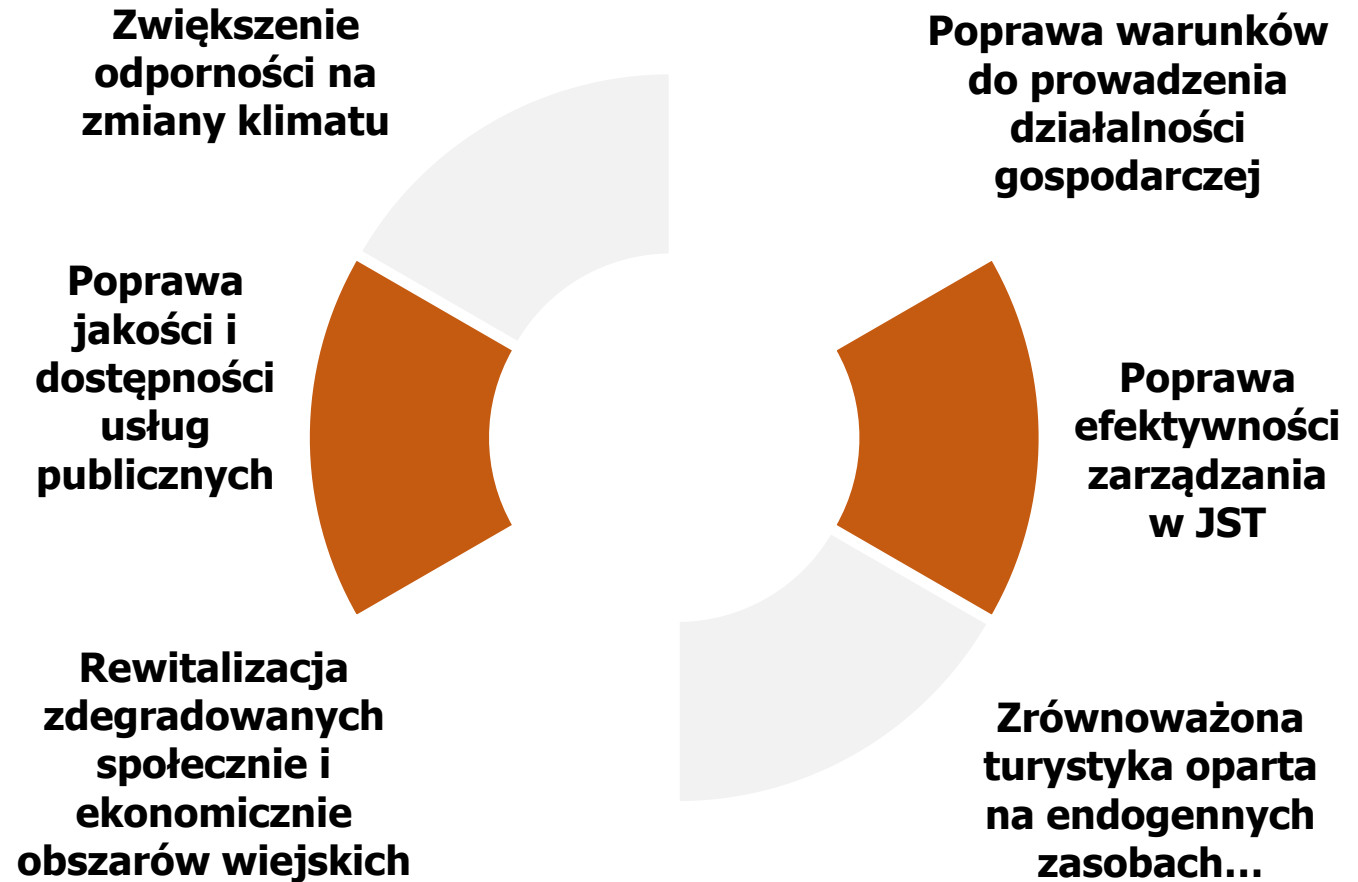 Zwiększenie
odporności na
zmiany klimatu
Poprawa warunków
do prowadzenia
działalności
gospodarczej
Poprawa
jakości i
dostępności
usług
publicznych
Poprawa
efektywności
zarządzania
w JST
Rewitalizacja
zdegradowanych
społecznie i
ekonomicznie
obszarów wiejskich
Zrównoważona
turystyka oparta
na endogennych
zasobach...